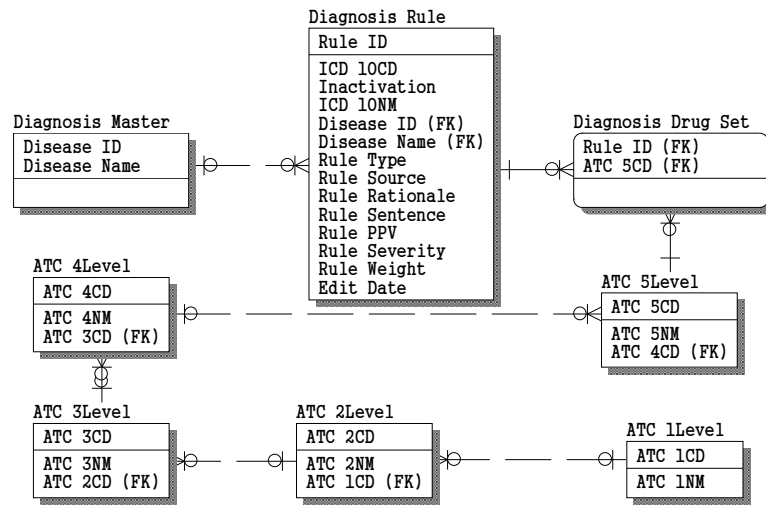 Diagnosis Rule
Rule ID
ICD 10CD
Inactivation
ICD 10NM
Disease ID (FK)
Disease Name (FK)
Rule Type
Rule Source
Rule Rationale
Rule Sentence
Rule PPV
Rule Severity
Rule Weight
Edit Date
Diagnosis Master
Disease ID
Disease Name
Diagnosis Drug Set
Rule ID (FK)
ATC 5CD (FK)
ATC 4Level
ATC 4CD
ATC 4NM
ATC 3CD (FK)
ATC 5Level
ATC 5CD
ATC 5NM
ATC 4CD (FK)
ATC 3Level
ATC 3CD
ATC 3NM
ATC 2CD (FK)
ATC 2Level
ATC 2CD
ATC 2NM
ATC 1CD (FK)
ATC 1Level
ATC 1CD
ATC 1NM